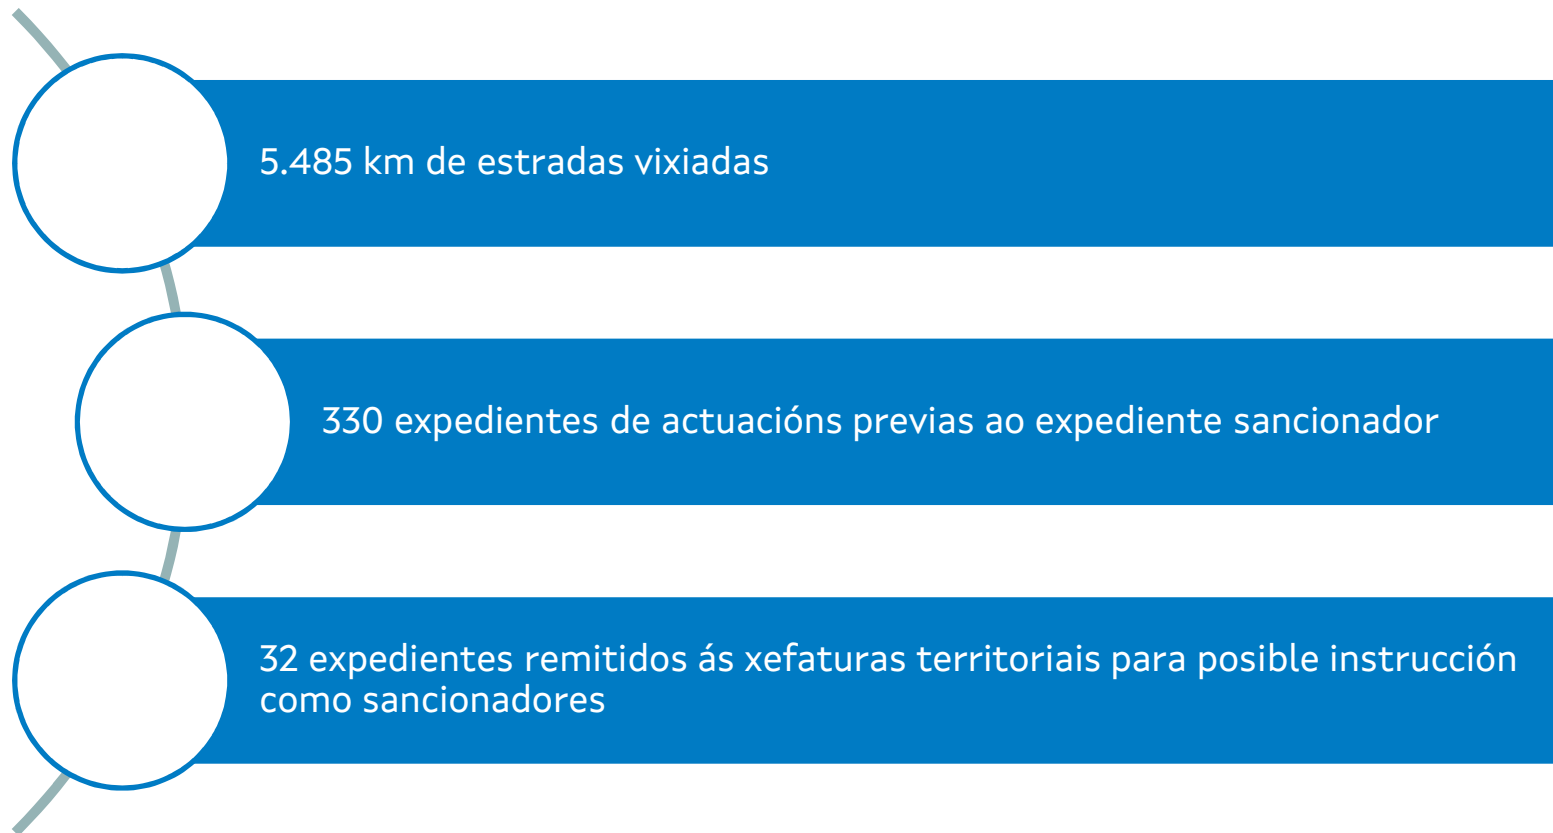 5.485 km de estradas vixiadas
330 expedientes de actuacións previas ao expediente sancionador
32 expedientes remitidos ás xefaturas territoriais para posible instrucción
como sancionadores